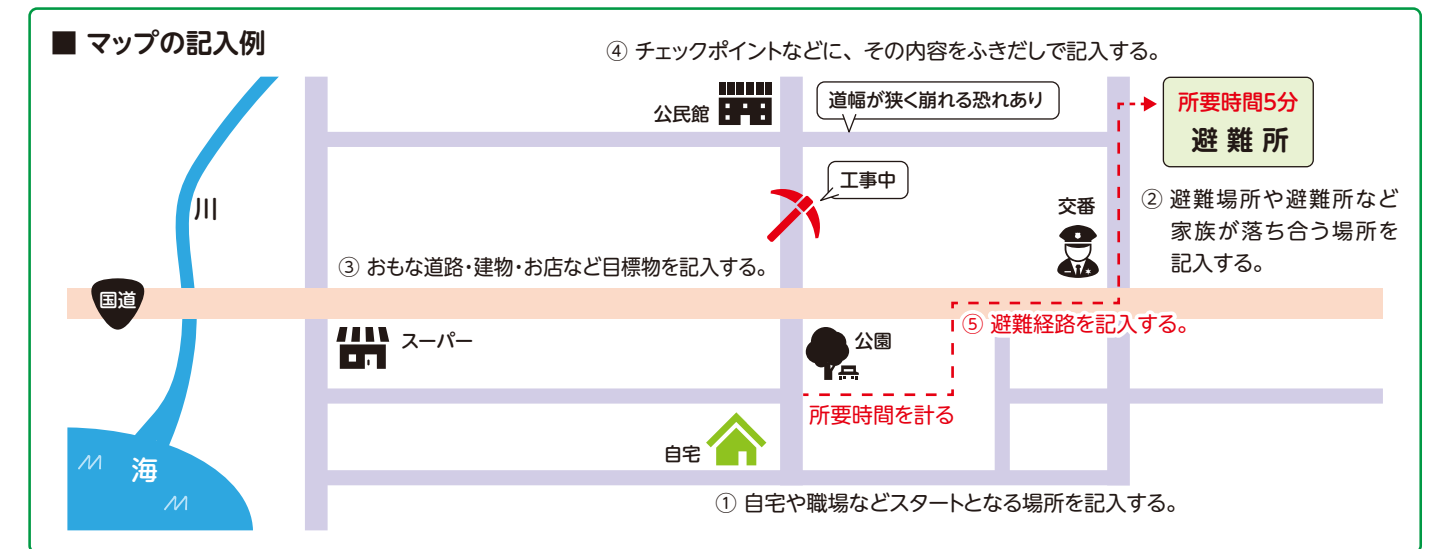 ■ マップの記入例
④ チェックポイントなどに、その内容をふきだしで記入する。
公民館
道幅が狭く崩れる恐れあり
所要時間5分
避難所
工事中
川
交番
② 避難場所や避難所など
家族が落ち合う場所を
記入する。
③ おもな道路・建物・お店など目標物を記入する。
国道
⑤ 避難経路を記入する。
スーパー
公園
所要時間を計る
自宅
海
① 自宅や職場などスタートとなる場所を記入する。